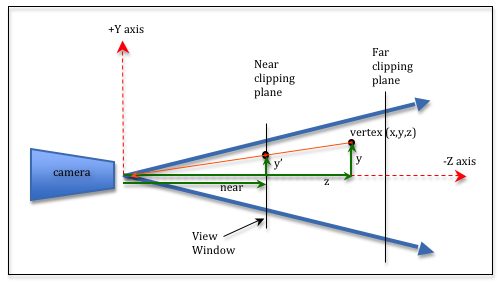 +Y axis
Near
clipping
plane
Far
clipping
plane
vertex (x,y,z)
camera
y'
y
-Z axis
near
z
View
Window